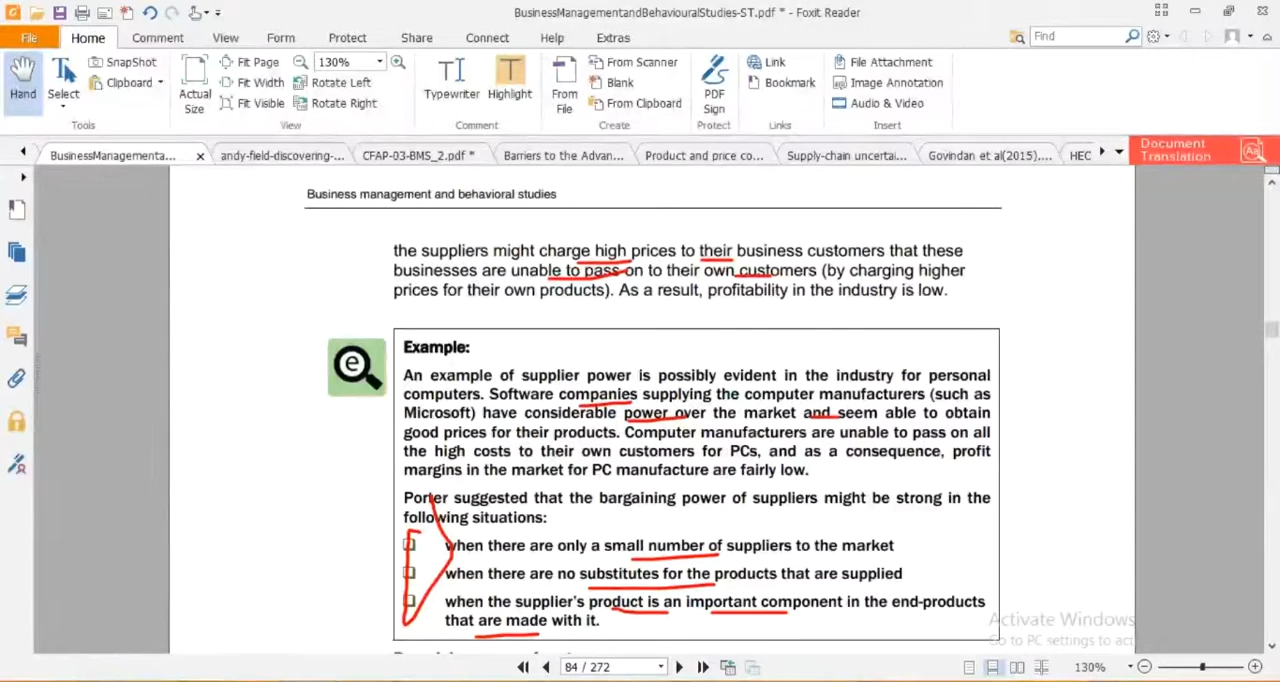 BusinessManagementandBehaviouralStudies-ST.pdf * - Foxit Reader
File Home Comment View Form Protect Share Connect Help Extras Find
SnapShot Fit Page 130% From Scanner Link File Attachment
Clipboard Fit Width Rotate Left Blank Bookmark Image Annotation
Hand Select Actual Size Fit Visible Rotate Right Typewriter Highlight From File From Clipboard PDF Sign Audio & Video
Tools View Comment Create Protect Links Insert
BusinessManagementa... x andy-field-discovering-... CFAP-03-BMS_2.pdf * Barriers to the Advan... Product and price co... Supply-chain uncertai... Govindan et al(2015).... HEC Document Translation
Business management and behavioral studies
the suppliers might charge high prices to their business customers that these
businesses are unable to pass on to their own customers (by charging higher
prices for their own products). As a result, profitability in the industry is low.
Example:
An example of supplier power is possibly evident in the industry for personal
computers. Software companies supplying the computer manufacturers (such as
Microsoft) have considerable power over the market and seem able to obtain
good prices for their products. Computer manufacturers are unable to pass on all
the high costs to their own customers for PCs, and as a consequence, profit
margins in the market for PC manufacture are fairly low.
Porter suggested that the bargaining power of suppliers might be strong in the
following situations:
when there are only a small number of suppliers to the market
when there are no substitutes for the products that are supplied
when the supplier's product is an important component in the end-products
that are made with it.
Activate Windows
Go to PC settings to act
84 / 272 130%